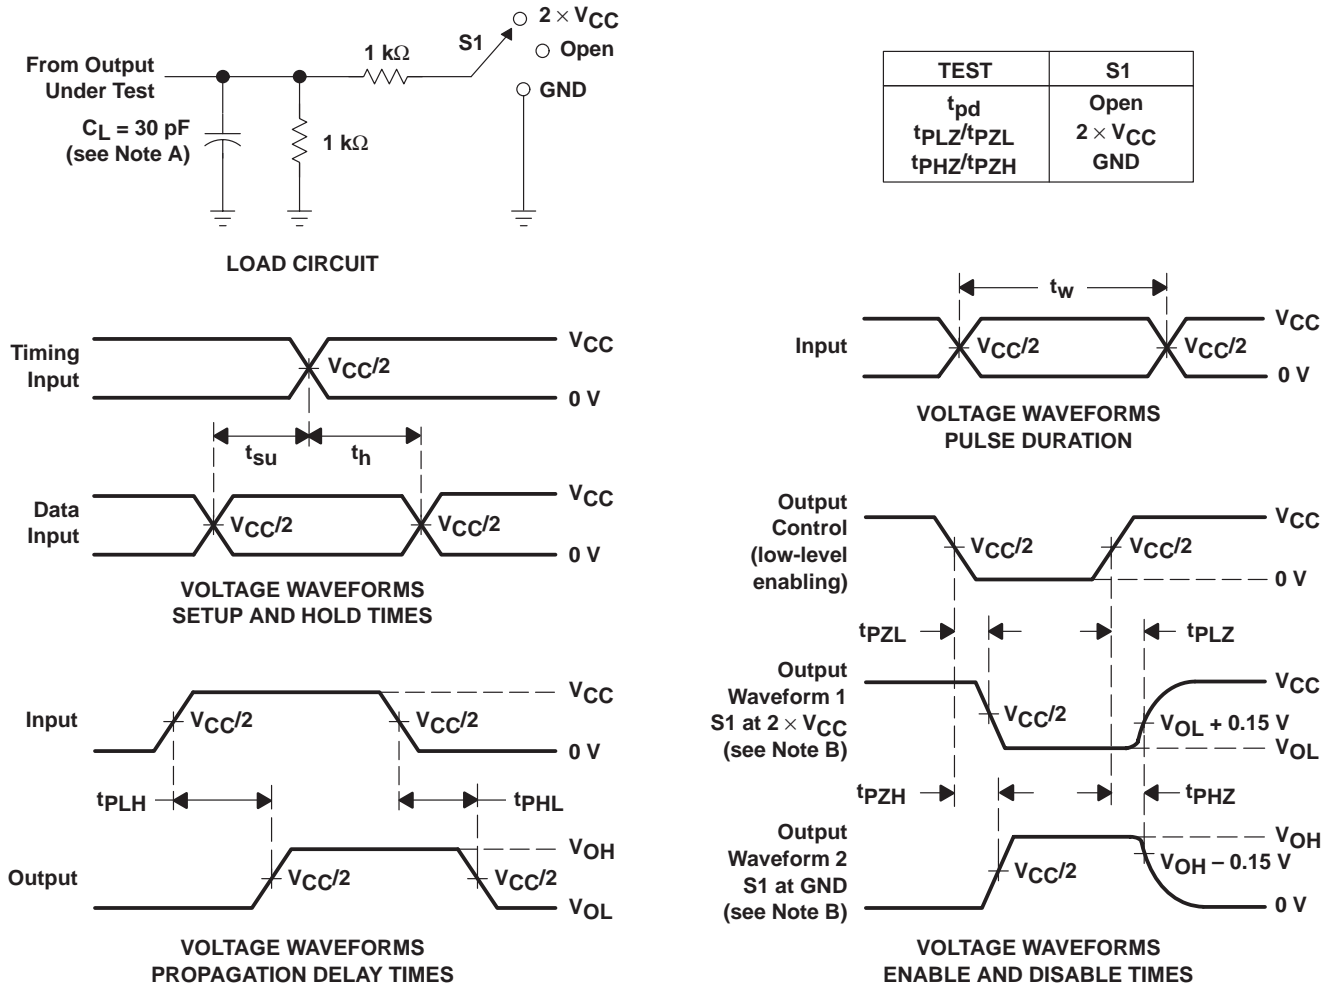 2 × VCC
S1
Open
1 kΩ
From Output
Under Test
GND
CL = 30 pF
(see Note A)
1 kΩ
LOAD CIRCUIT
TEST S1
tpd Open
tPLZ/tPZL 2 × VCC
tPHZ/tPZH GND
tw
Input
VCC/2
VCC/2
VCC
0 V
VOLTAGE WAVEFORMS
PULSE DURATION
Timing
Input
VCC/2
VCC
0 V
tsu
th
Data
Input
VCC/2
VCC/2
VCC
0 V
VOLTAGE WAVEFORMS
SETUP AND HOLD TIMES
Input
VCC/2
VCC/2
VCC
0 V
tPLH
tPHL
Output
VCC/2
VCC/2
VOH
VOL
VOLTAGE WAVEFORMS
PROPAGATION DELAY TIMES
Output
Control
(low-level
enabling)
VCC/2
VCC/2
VCC
0 V
tPZL
tPLZ
Output
Waveform 1
S1 at 2 × VCC
(see Note B)
VCC/2
VCC
VOL + 0.15 V
VOL
tPZH
tPHZ
Output
Waveform 2
S1 at GND
(see Note B)
VCC/2
VOH
VOH − 0.15 V
0 V
VOLTAGE WAVEFORMS
ENABLE AND DISABLE TIMES